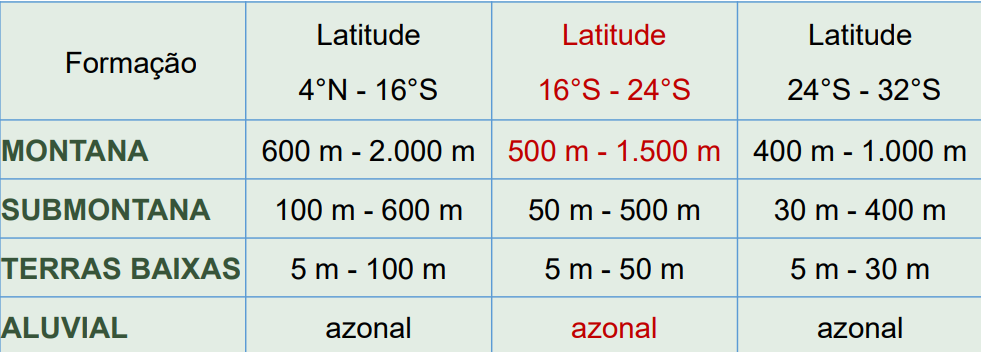 Formação
Latitude
4°N - 16°S
Latitude
16°S - 24°S
Latitude
24°S - 32°S
MONTANA 600 m - 2.000 m 500 m - 1.500 m 400 m - 1.000 m
SUBMONTANA 100 m - 600 m 50 m - 500 m 30 m - 400 m
TERRAS BAIXAS 5 m - 100 m 5 m - 50 m 5 m - 30 m
ALUVIAL azonal azonal azonal